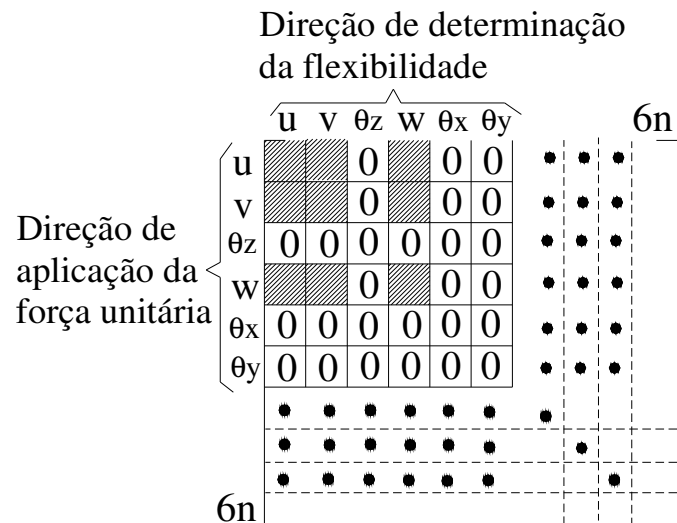 Direção de determinação
da flexibilidade
u v θz w θx θy 6n
u 0 0 0
v 0 0 0
θz 0 0 0 0 0 0
w 0 0 0
θx 0 0 0 0 0 0
θy 0 0 0 0 0 0
Direção de
aplicação da
força unitária
6n